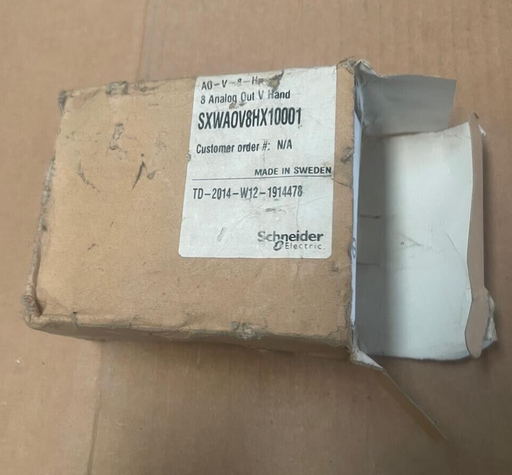 AO-V-8-H
8 Analog Out V Hand
SXWAOV8HX10001
Customer order #: N/A
MADE IN SWEDEN
TD-2014-W12-1914478
Schneider
Electric